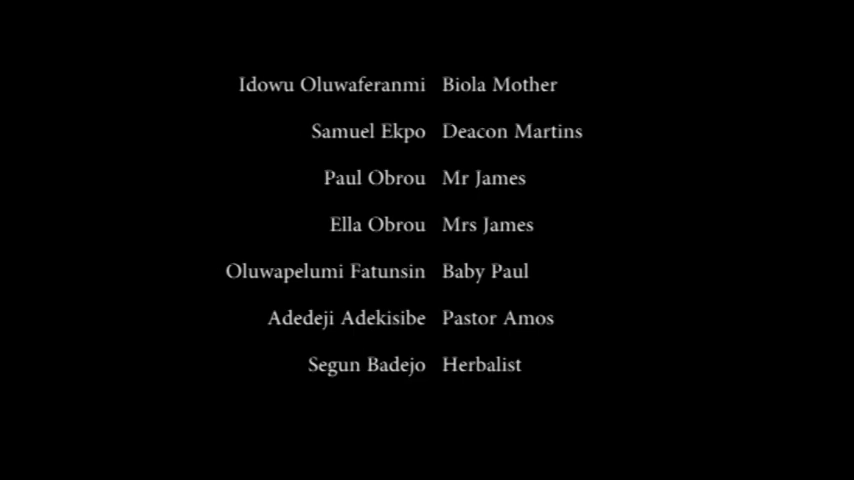 Idowu Oluwaferanmi Biola Mother
Samuel Ekpo Deacon Martins
Paul Obrou Mr James
Ella Obrou Mrs James
Oluwapelumi Fatunsin Baby Paul
Adedeji Adekisibe Pastor Amos
Segun Badejo Herbalist